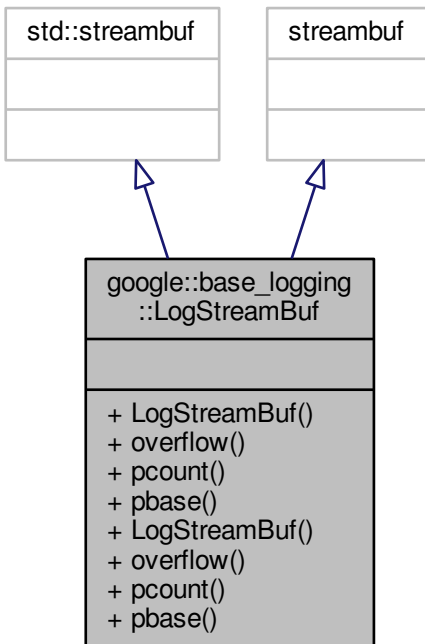 std::streambuf
streambuf
google::base_logging
::LogStreamBuf
+ LogStreamBuf()
+ overflow()
+ pcount()
+ pbase()
+ LogStreamBuf()
+ overflow()
+ pcount()
+ pbase()